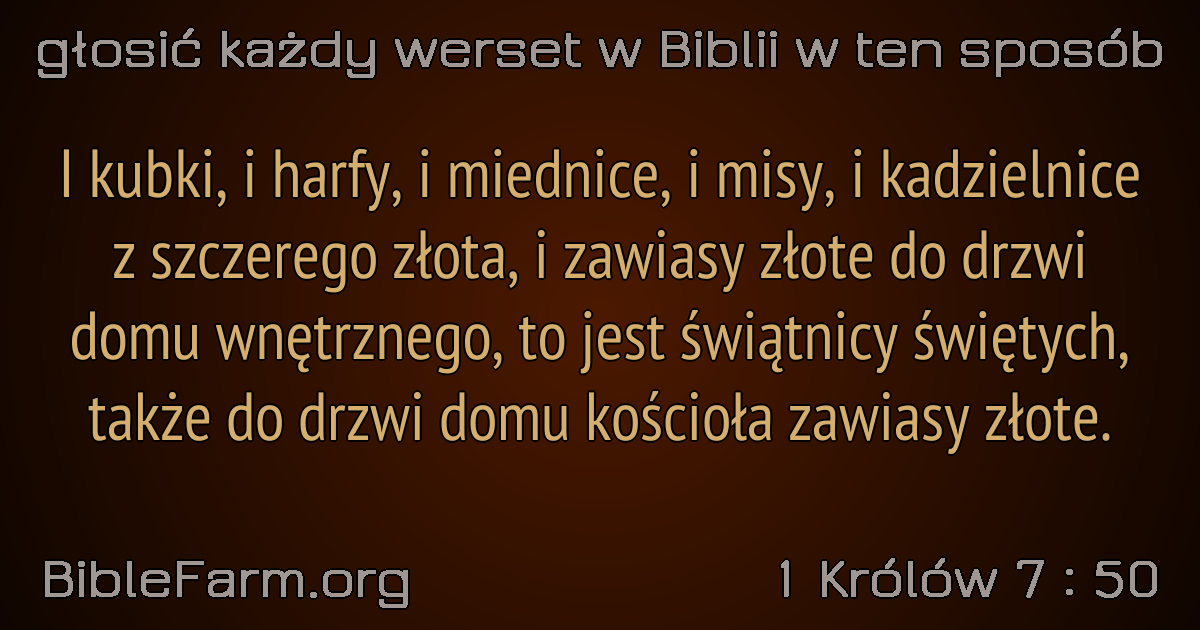 głosić każdy werset w Biblii w ten sposób
I kubki, i harfy, i miednice, i misy, i kadzielnice
z szczerego złota, i zawiasy złote do drzwi
domu wnętrznego, to jest świątnicy świętych,
także do drzwi domu kościoła zawiasy złote.
BibleFarm.org
1 Królów 7 : 50